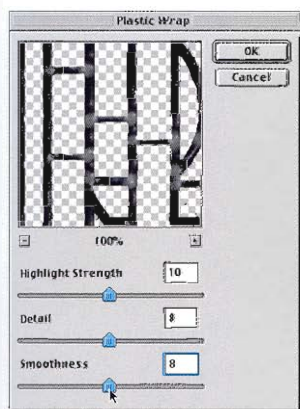 Plastic Wrap
OK
Cancel
100%
Highlight Strength 10
Detail 8
Smoothness 8